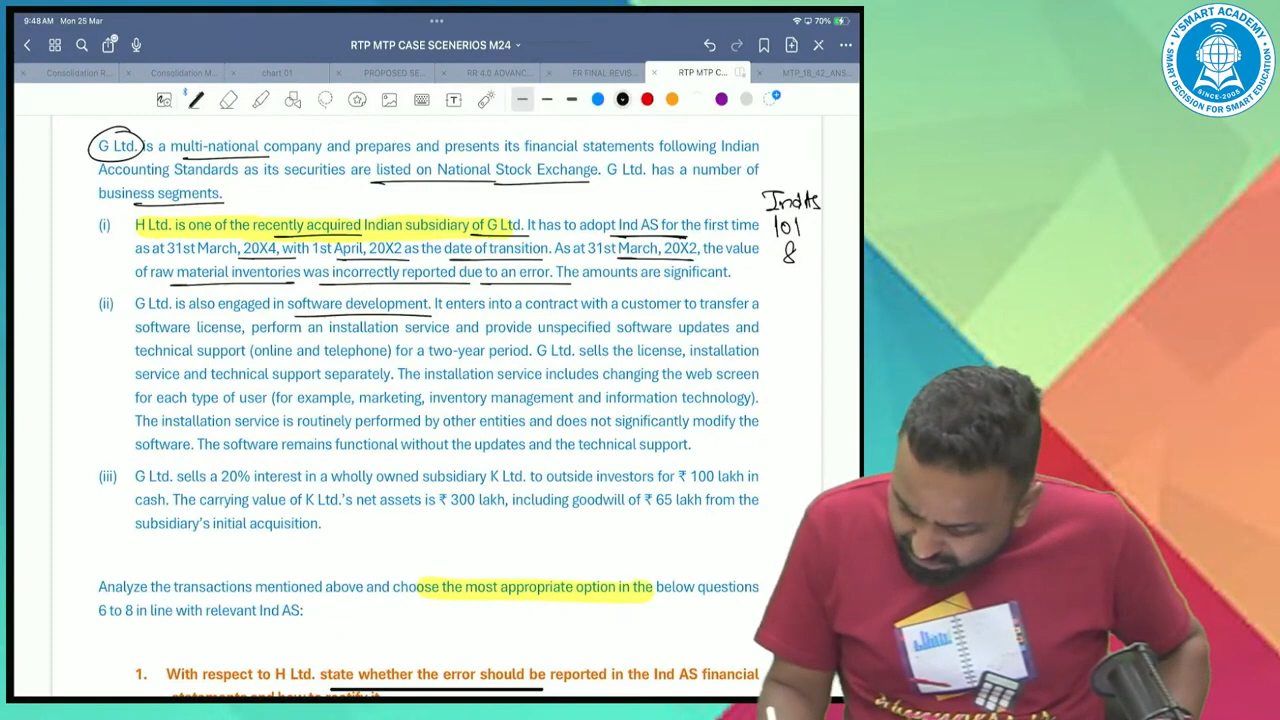 9:48 AM Mon 25 Mar
70%
RTP MTP CASE SCENERIOS M24
Consolidation R...
Consolidation M...
chart 01
PROPOSED SE...
RR 4.0 ADVANC...
FR FINAL REVIS...
RTP MTP C...
MTP_18_42_ANS...
G Ltd. is a multi-national company and prepares and presents its financial statements following Indian
Accounting Standards as its securities are listed on National Stock Exchange. G Ltd. has a number of
business segments.
Ind AS
101
8
(i) H Ltd. is one of the recently acquired Indian subsidiary of G Ltd. It has to adopt Ind AS for the first time
as at 31st March, 20X4, with 1st April, 20X2 as the date of transition. As at 31st March, 20X2, the value
of raw material inventories was incorrectly reported due to an error. The amounts are significant.
(ii) G Ltd. is also engaged in software development. It enters into a contract with a customer to transfer a
software license, perform an installation service and provide unspecified software updates and
technical support (online and telephone) for a two-year period. G Ltd. sells the license, installation
service and technical support separately. The installation service includes changing the web screen
for each type of user (for example, marketing, inventory management and information technology).
The installation service is routinely performed by other entities and does not significantly modify the
software. The software remains functional without the updates and the technical support.
(iii) G Ltd. sells a 20% interest in a wholly owned subsidiary K Ltd. to outside investors for ₹ 100 lakh in
cash. The carrying value of K Ltd.'s net assets is ₹ 300 lakh, including goodwill of ₹ 65 lakh from the
subsidiary's initial acquisition.
Analyze the transactions mentioned above and choose the most appropriate option in the below questions
6 to 8 in line with relevant Ind AS:
1. With respect to H Ltd. state whether the error should be reported in the Ind AS financial
statements and how to rectify it.
V'SMART ACADEMY
SMART DECISION FOR SMART EDUCATION
SINCE-2005